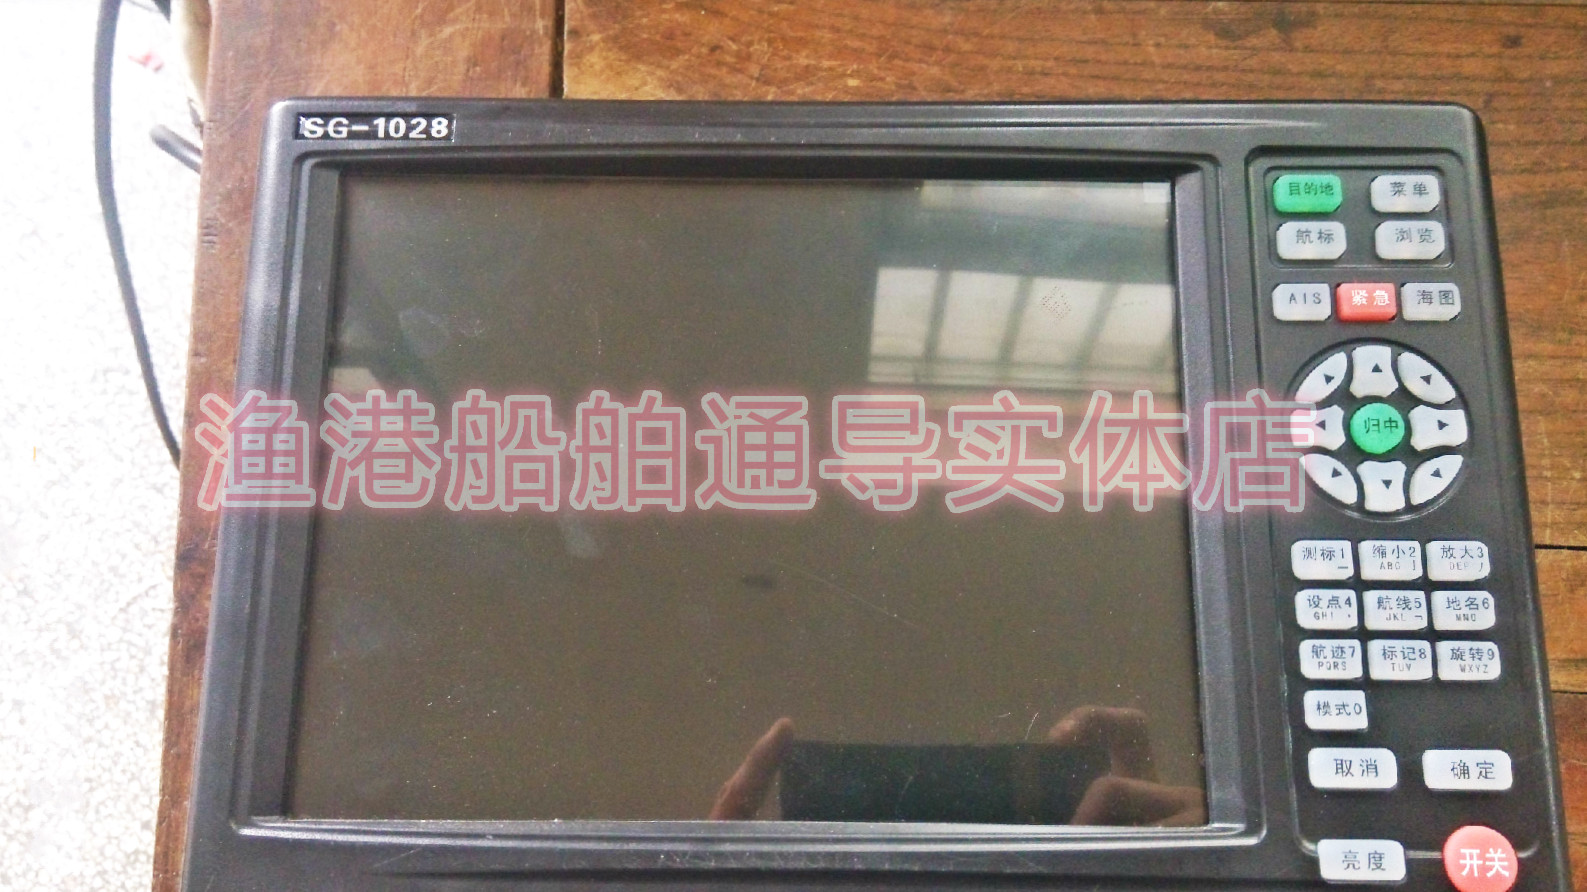 SG-1028
目的地 菜单
航标 浏览
AIS 紧急 海图
归中
渔港船舶通导实体店
测标1 缩小2 放大3
ABC DEF
设点4 航线5 地名6
GHI JKL MNO
航迹7 标记8 旋转9
PQRS TUV WXYZ
模式0
取消 确定
亮度 开关